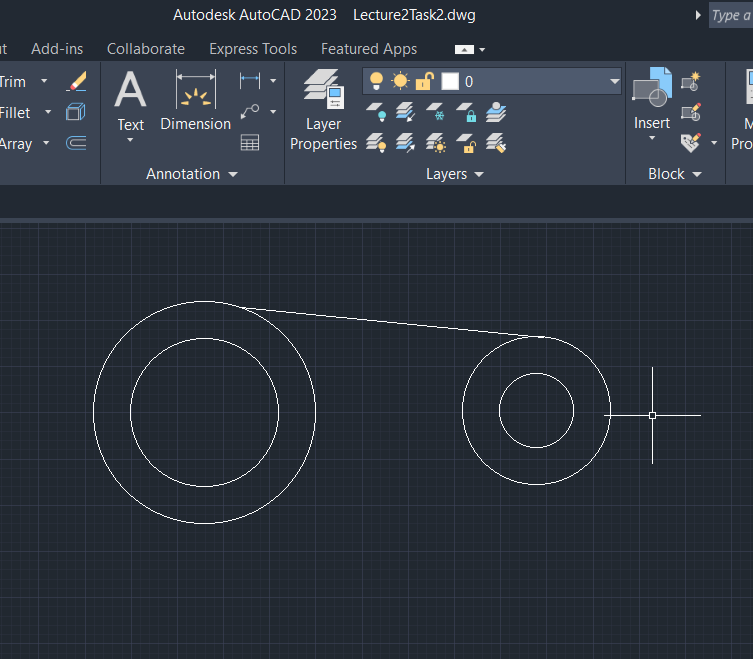 Autodesk AutoCAD 2023 Lecture2Task2.dwg
Type a
Add-ins Collaborate Express Tools Featured Apps
Trim
Fillet
Array
Text
Dimension
Annotation
Layer
Properties
0
Layers
Insert
Block